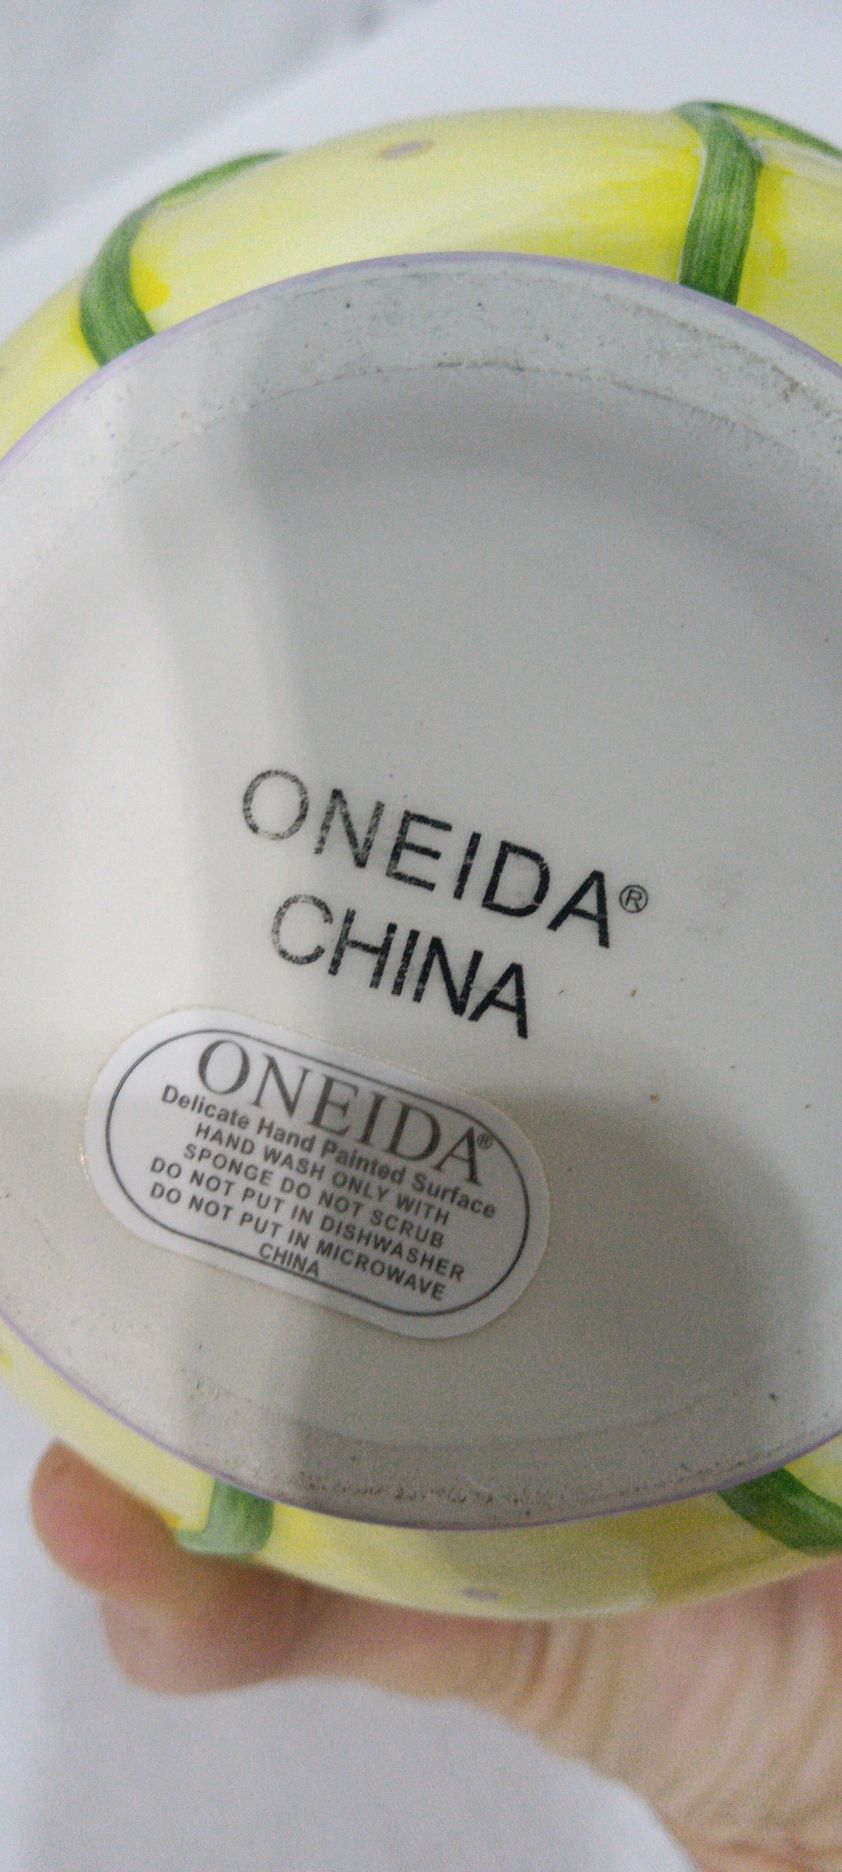 ONEIDA®
CHINA
ONEIDA®
Delicate Hand Painted Surface
HAND WASH ONLY WITH
SPONGE DO NOT SCRUB
DO NOT PUT IN DISHWASHER
DO NOT PUT IN MICROWAVE
CHINA